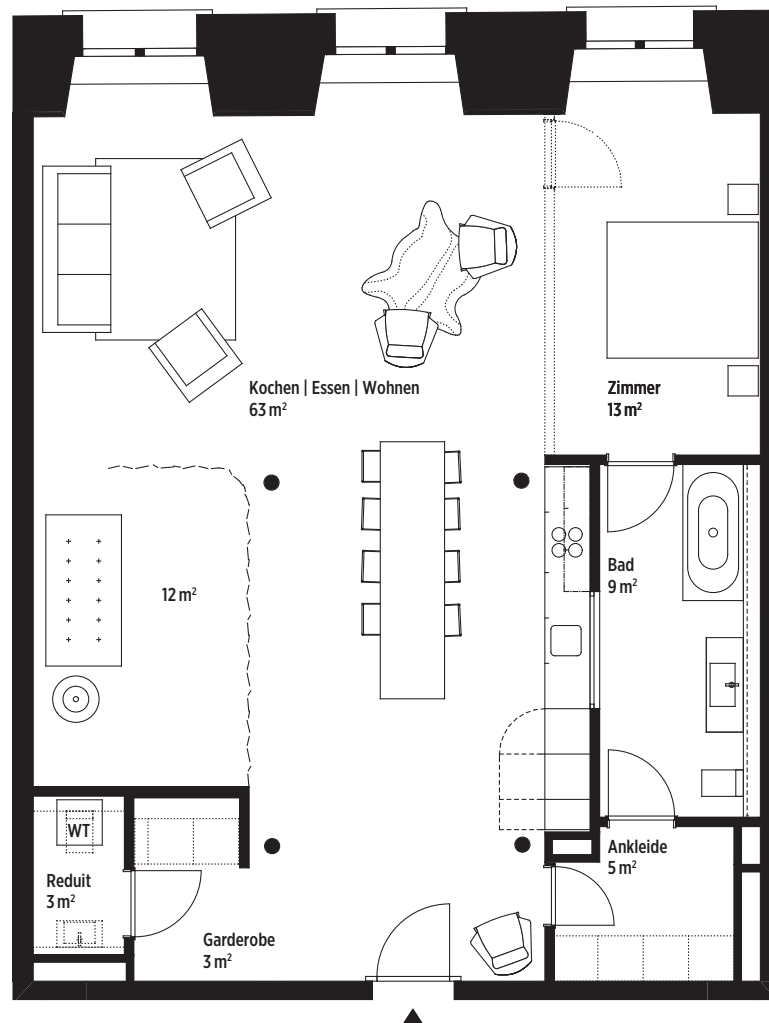 Kochen | Essen | Wohnen
63 m²
Zimmer
13 m²
12 m²
Bad
9 m²
WT
Reduit
3 m²
Ankleide
5 m²
Garderobe
3 m²